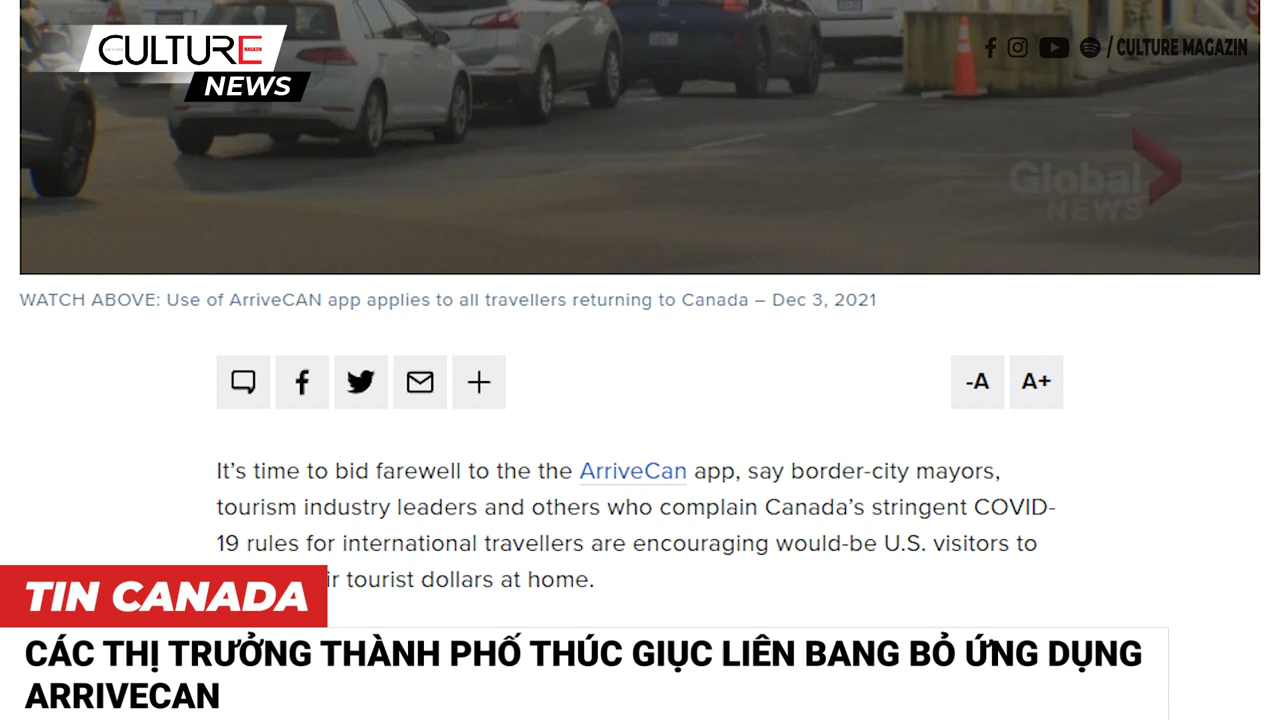 CULTURE
MAGAZIN
NEWS
/ CULTURE MAGAZIN
Global
NEWS
WATCH ABOVE: Use of ArriveCAN app applies to all travellers returning to Canada – Dec 3, 2021
-A A+
It’s time to bid farewell to the the ArriveCan app, say border-city mayors,
tourism industry leaders and others who complain Canada’s stringent COVID-
19 rules for international travellers are encouraging would-be U.S. visitors to
tourist dollars at home.
TIN CANADA
CÁC THỊ TRƯỞNG THÀNH PHỐ THÚC GIỤC LIÊN BANG BỎ ỨNG DỤNG
ARRIVECAN